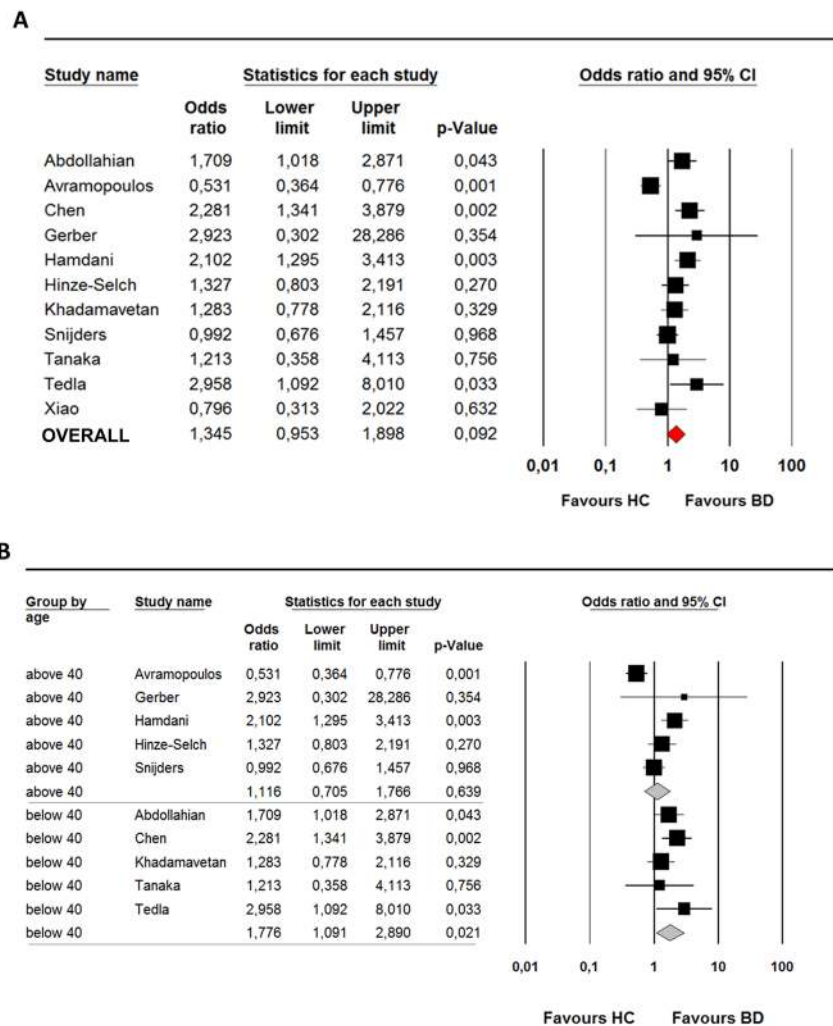 A
Study name Statistics for each study Odds ratio and 95% CI
Odds Lower Upper
ratio limit limit p-Value
Abdollahian 1,709 1,018 2,871 0,043
Avramopoulos 0,531 0,364 0,776 0,001
Chen 2,281 1,341 3,879 0,002
Gerber 2,923 0,302 28,286 0,354
Hamdani 2,102 1,295 3,413 0,003
Hinze-Selch 1,327 0,803 2,191 0,270
Khadamavetan 1,283 0,778 2,116 0,329
Snijders 0,992 0,676 1,457 0,968
Tanaka 1,213 0,358 4,113 0,756
Tedla 2,958 1,092 8,010 0,033
Xiao 0,796 0,313 2,022 0,632
OVERALL 1,345 0,953 1,898 0,092
0,01 0,1 1 10 100
Favours HC Favours BD
B
Group by Study name Statistics for each study Odds ratio and 95% CI
age
Odds Lower Upper
ratio limit limit p-Value
above 40 Avramopoulos 0,531 0,364 0,776 0,001
above 40 Gerber 2,923 0,302 28,286 0,354
above 40 Hamdani 2,102 1,295 3,413 0,003
above 40 Hinze-Selch 1,327 0,803 2,191 0,270
above 40 Snijders 0,992 0,676 1,457 0,968
above 40 1,116 0,705 1,766 0,639
below 40 Abdollahian 1,709 1,018 2,871 0,043
below 40 Chen 2,281 1,341 3,879 0,002
below 40 Khadamavetan 1,283 0,778 2,116 0,329
below 40 Tanaka 1,213 0,358 4,113 0,756
below 40 Tedla 2,958 1,092 8,010 0,033
below 40 1,776 1,091 2,890 0,021
0,01 0,1 1 10 100
Favours HC Favours BD